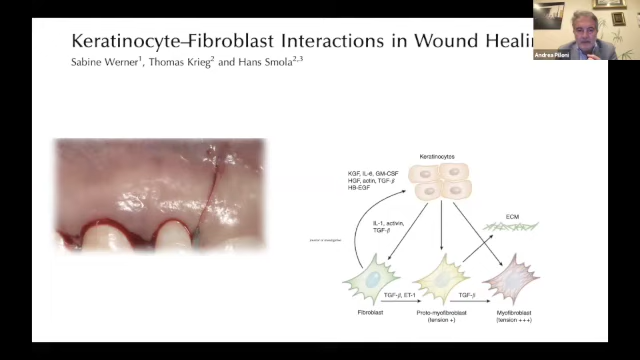 Keratinocyte–Fibroblast Interactions in Wound Heali
Sabine Werner1, Thomas Krieg2 and Hans Smola2,3
Andrea Pilloni
Keratinocytes
KGF, IL-6, GM-CSF
HGF, actin, TGF-β
HB-EGF
ECM
IL-1, activin,
TGF-β
TGF-β, ET-1
TGF-β
Fibroblast
Proto-myofibroblast
(tension +)
Myofibroblast
(tension +++)